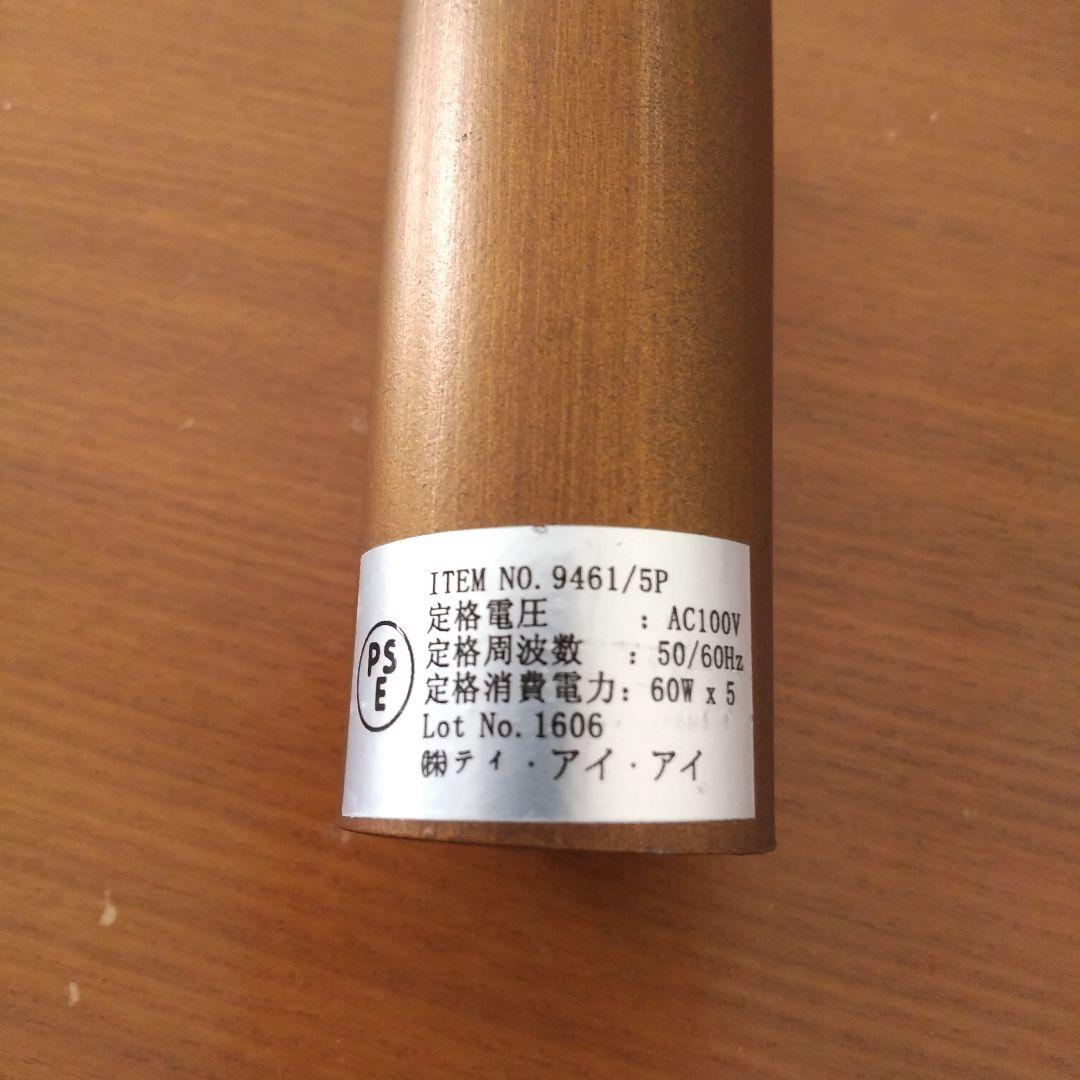 ITEM NO. 9461/5P
定格電圧 : AC100V
定格周波数 : 50/60Hz
定格消費電力: 60W x 5
Lot No. 1606
㈱ティ・アイ・アイ
PS
E